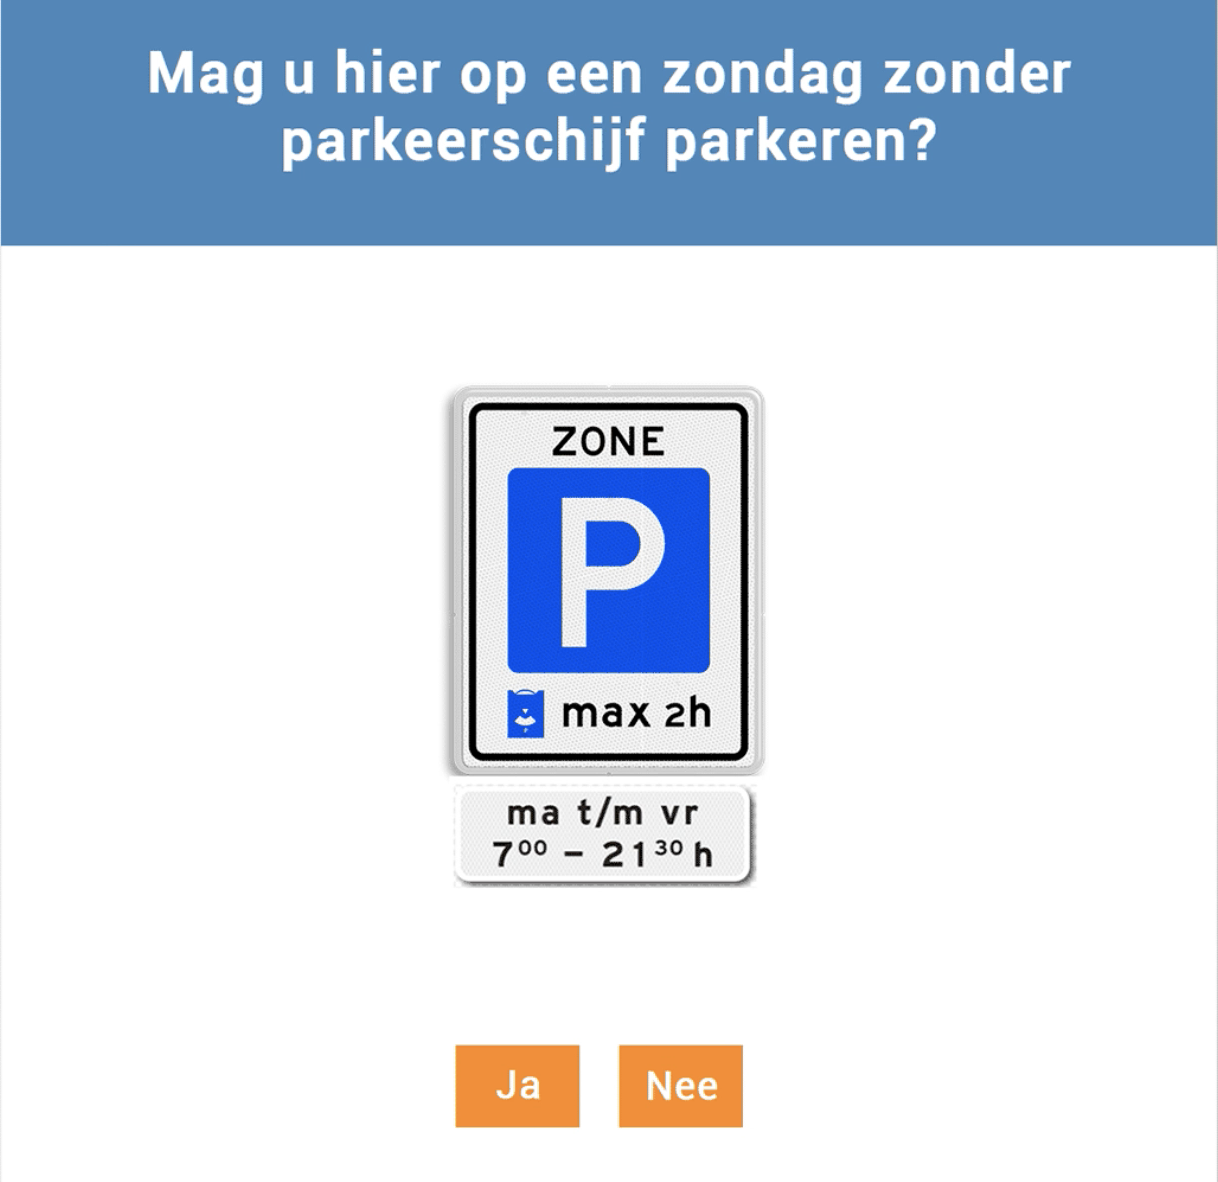 Mag u hier op een zondag zonder
parkeerschijf parkeren?
ZONE
P
max 2h
ma t/m vr
7⁰⁰ – 21³⁰ h
Ja
Nee